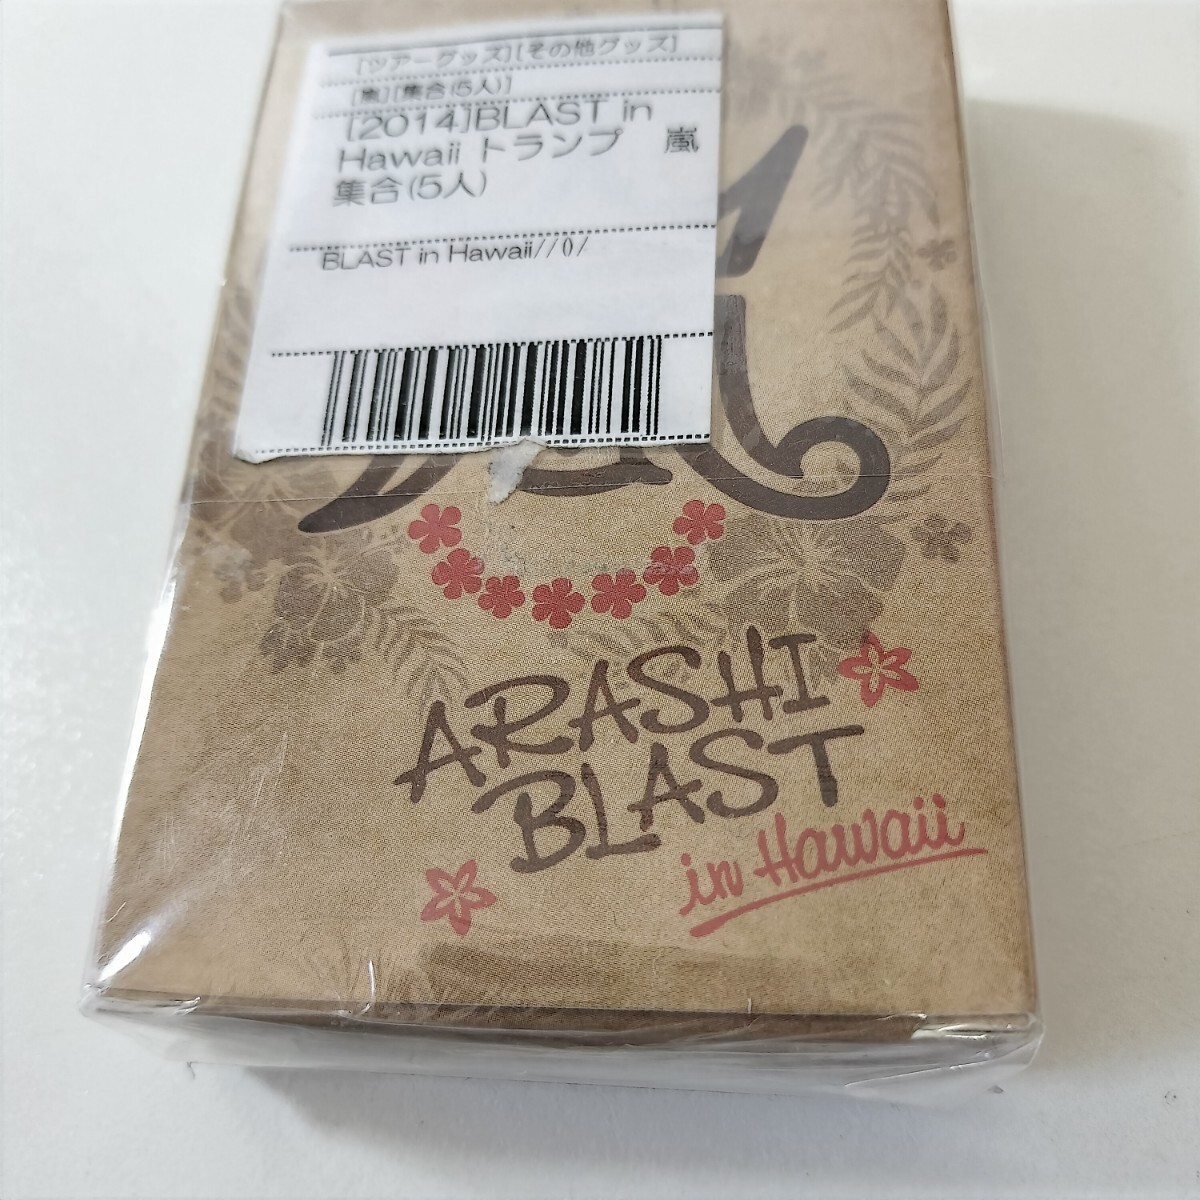 [ツアーグッズ][その他グッズ]
[嵐][集合(5人)]
[2014]BLAST in
Hawaii トランプ　嵐
集合(5人)
BLAST in Hawaii//()/
ARASHI
BLAST
in Hawaii